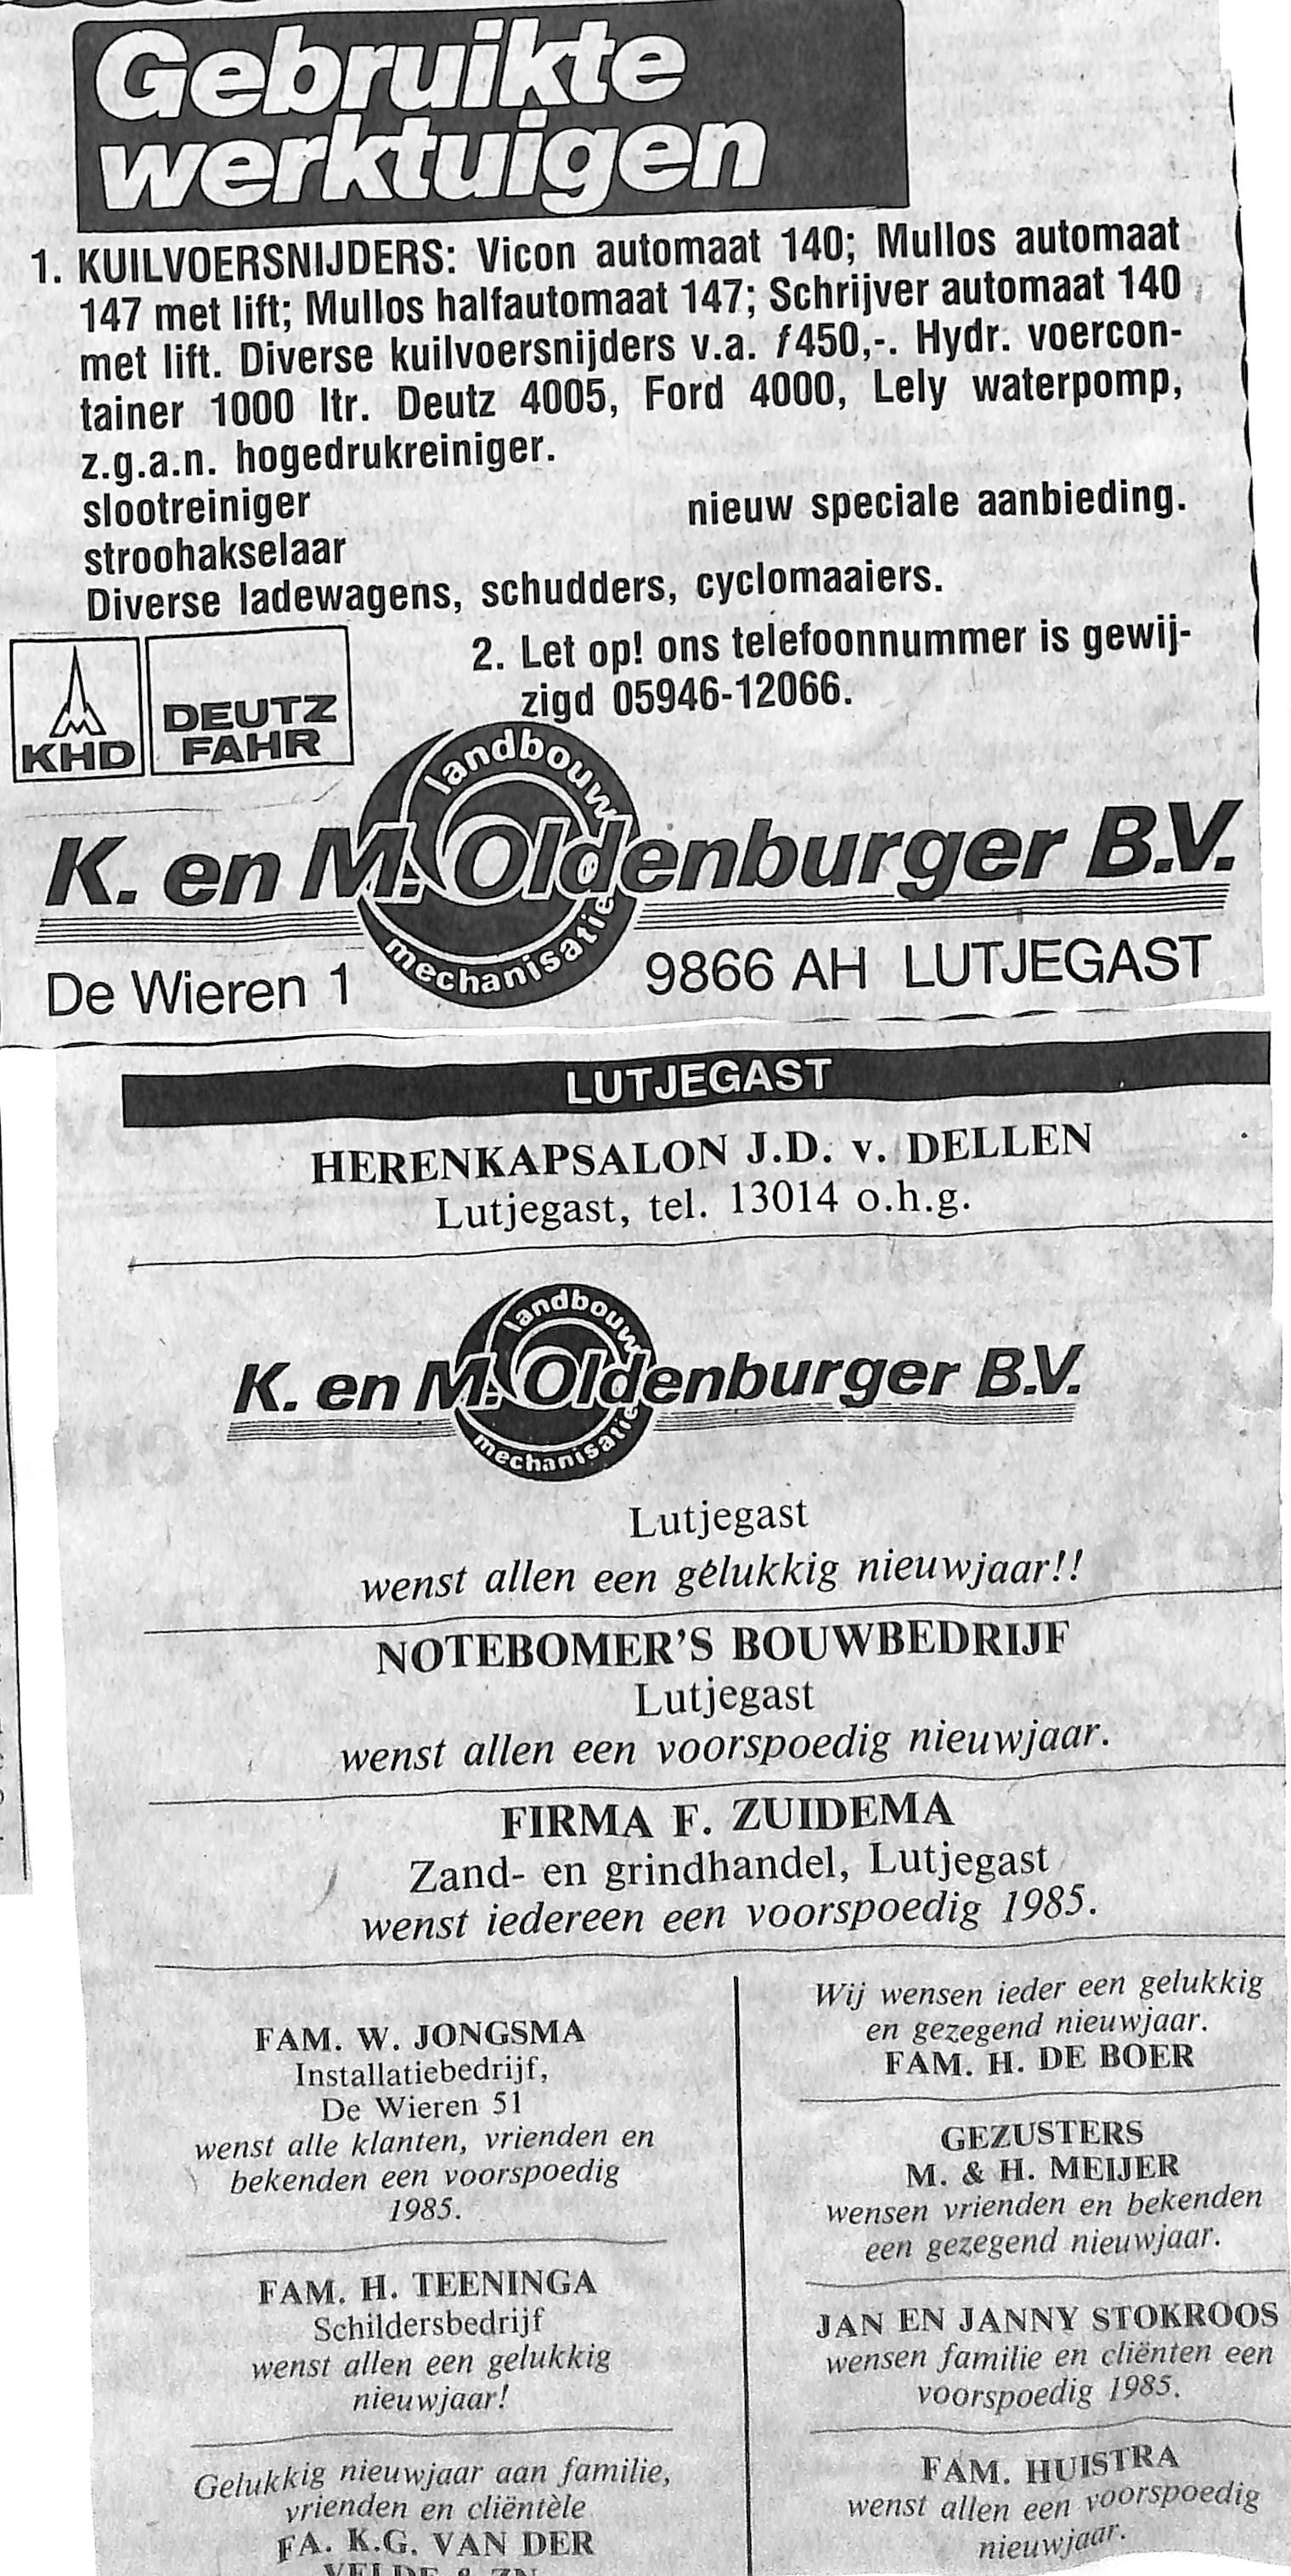 Gebruikte
werktuigen
1. KUILVOERSNIJDERS: Vicon automaat 140; Mullos automaat
147 met lift; Mullos halfautomaat 147; Schrijver automaat 140
met lift. Diverse kuilvoersnijders v.a. f 450,-. Hydr. voercon-
tainer 1000 ltr. Deutz 4005, Ford 4000, Lely waterpomp,
z.g.a.n. hogedrukreiniger.
slootreiniger nieuw speciale aanbieding.
stroohakselaar
Diverse ladewagens, schudders, cyclomaaiers.
2. Let op! ons telefoonnummer is gewij-
zigd 05946-12066.
KHD
DEUTZ
FAHR
landbouw
K. en M. Oldenburger B.V.
mechanisatie
De Wieren 1 9866 AH LUTJEGAST
LUTJEGAST
HERENKAPSALON J.D. v. DELLEN
Lutjegast, tel. 13014 o.h.g.
landbouw
K. en M. Oldenburger B.V.
mechanisatie
Lutjegast
wenst allen een gelukkig nieuwjaar!!
NOTEBOMER'S BOUWBEDRIJF
Lutjegast
wenst allen een voorspoedig nieuwjaar.
FIRMA F. ZUIDEMA
Zand- en grindhandel, Lutjegast
wenst iedereen een voorspoedig 1985.
FAM. W. JONGSMA
Installatiebedrijf,
De Wieren 51
wenst alle klanten, vrienden en
bekenden een voorspoedig
1985.
FAM. H. TEENINGA
Schildersbedrijf
wenst allen een gelukkig
nieuwjaar!
Gelukkig nieuwjaar aan familie,
vrienden en cliëntèle
FA. K.G. VAN DER
VELDE & ZN
Wij wensen ieder een gelukkig
en gezegend nieuwjaar.
FAM. H. DE BOER
GEZUSTERS
M. & H. MEIJER
wensen vrienden en bekenden
een gezegend nieuwjaar.
JAN EN JANNY STOKROOS
wensen familie en cliënten een
voorspoedig 1985.
FAM. HUISTRA
wenst allen een voorspoedig
nieuwjaar.